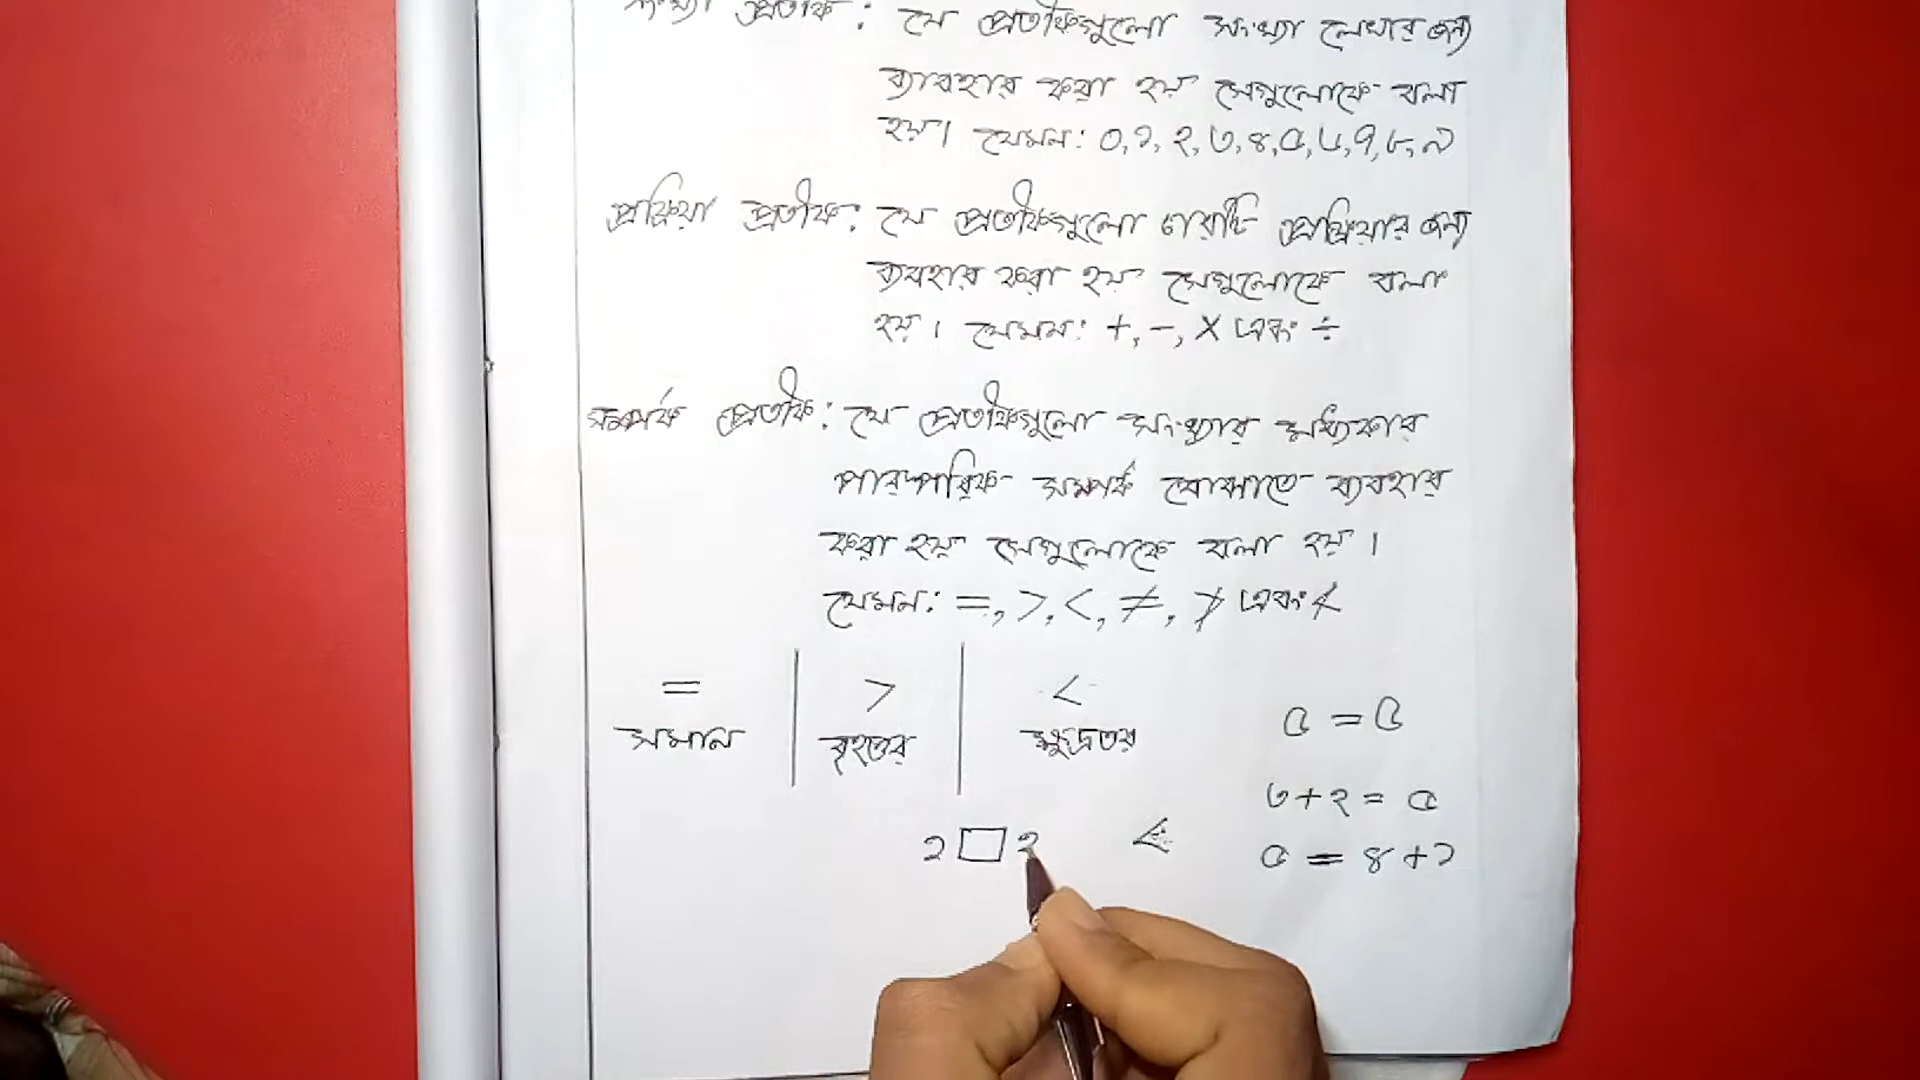 সংখ্যা প্রতীক: যে প্রতীকগুলো সংখ্যা লেখার জন্য
ব্যাবহার করা হয় সেগুলোকে বলা
হয়। যেমন: ০,১,২,৩,৪,৫,৬,৭,৮,৯
প্রক্রিয়া প্রতীক: যে প্রতীকগুলো চারটি প্রক্রিয়ার জন্য
ব্যবহার করা হয় সেগুলোকে বলা
হয়। যেমন: +, -, × এবং ÷
সম্পর্ক প্রতীক: যে প্রতীকগুলো সংখ্যার মধ্যকার
পারস্পরিক সম্পর্ক বোঝাতে ব্যবহার
করা হয় সেগুলোকে বলা হয়।
যেমন: =, >, <, ≠, ≯ এবং ≮
= | > | <
সমান বৃহত্তর ক্ষুদ্রতর
৫ = ৫
৩+২ = ৫
১ □ ২ <
৫ = ৪+১